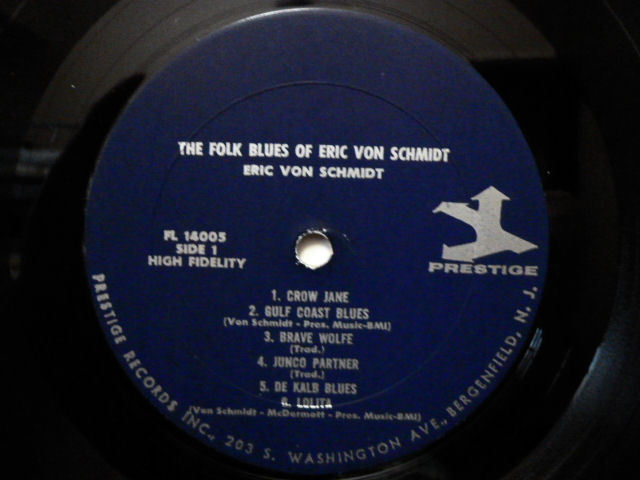 THE FOLK BLUES OF ERIC VON SCHMIDT
ERIC VON SCHMIDT
FL 14005
SIDE 1
HIGH FIDELITY
PRESTIGE
1. CROW JANE
2. GULF COAST BLUES
(Von Schmidt - Pres. Music-BMI)
3. BRAVE WOLFE
(Trad.)
4. JUNCO PARTNER
(Trad.)
5. DE KALB BLUES
6. LOLITA
(Von Schmidt - McDermott - Pres. Music-BMI)
PRESTIGE RECORDS INC., 203 S. WASHINGTON AVE., BERGENFIELD, N. J.